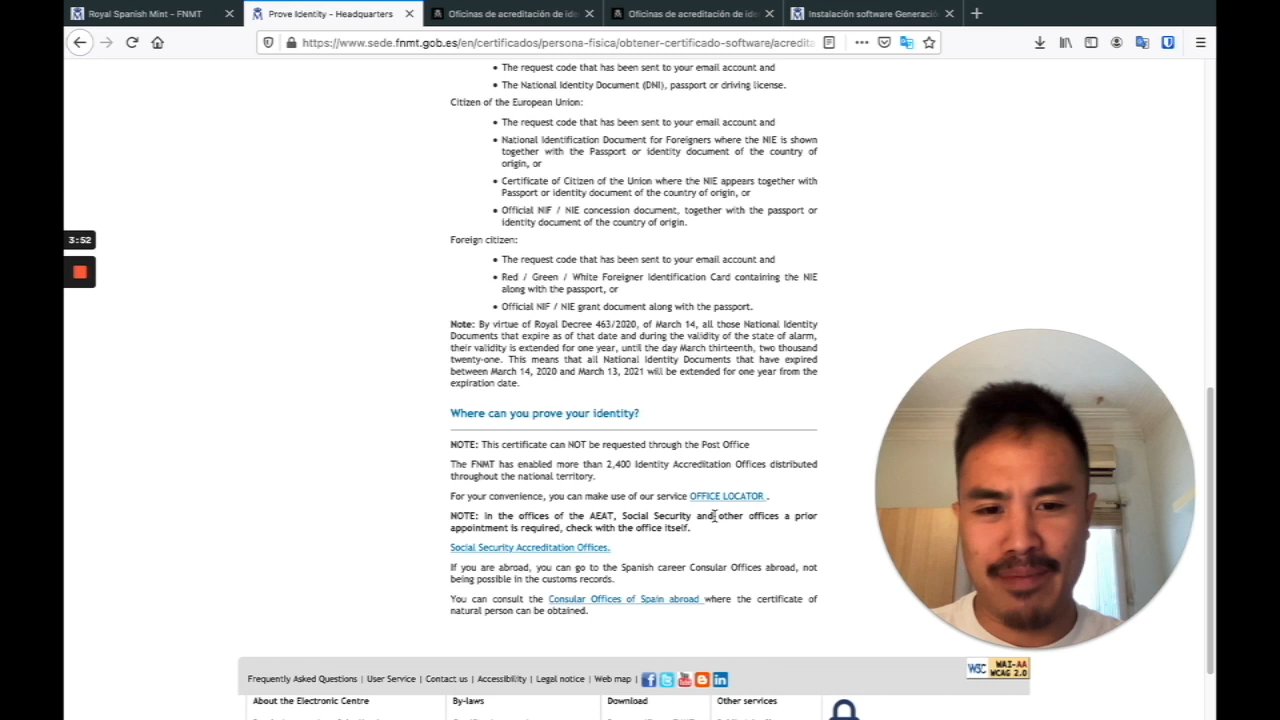 Royal Spanish Mint - FNMT
Prove Identity - Headquarters
Oficinas de acreditación de ide
Oficinas de acreditación de ide
Instalación software Generació
https://www.sede.fnmt.gob.es/en/certificados/persona-fisica/obtener-certificado-software/acredita
• The request code that has been sent to your email account and
• The National Identity Document (DNI), passport or driving license.
Citizen of the European Union:
• The request code that has been sent to your email account and
• National Identification Document for Foreigners where the NIE is shown
together with the Passport or identity document of the country of
origin, or
• Certificate of Citizen of the Union where the NIE appears together with
Passport or identity document of the country of origin, or
• Official NIF / NIE concession document, together with the passport or
identity document of the country of origin.
3:52
Foreign citizen:
• The request code that has been sent to your email account and
• Red / Green / White Foreigner Identification Card containing the NIE
along with the passport, or
• Official NIF / NIE grant document along with the passport.
Note: By virtue of Royal Decree 463/2020, of March 14, all those National Identity
Documents that expire as of that date and during the validity of the state of alarm,
their validity is extended for one year, until the day March thirteenth, two thousand
twenty-one. This means that all National Identity Documents that have expired
between March 14, 2020 and March 13, 2021 will be extended for one year from the
expiration date.
Where can you prove your identity?
NOTE: This certificate can NOT be requested through the Post Office
The FNMT has enabled more than 2,400 Identity Accreditation Offices distributed
throughout the national territory.
For your convenience, you can make use of our service OFFICE LOCATOR .
NOTE: In the offices of the AEAT, Social Security and other offices a prior
appointment is required, check with the office itself.
Social Security Accreditation Offices.
If you are abroad, you can go to the Spanish career Consular Offices abroad, not
being possible in the customs records.
You can consult the Consular Offices of Spain abroad where the certificate of
natural person can be obtained.
Frequently Asked Questions | User Service | Contact us | Accessibility | Legal notice | Web map |
W3C WAI-AA
WCAG 2.0
About the Electronic Centre
By-laws
Download
Other services